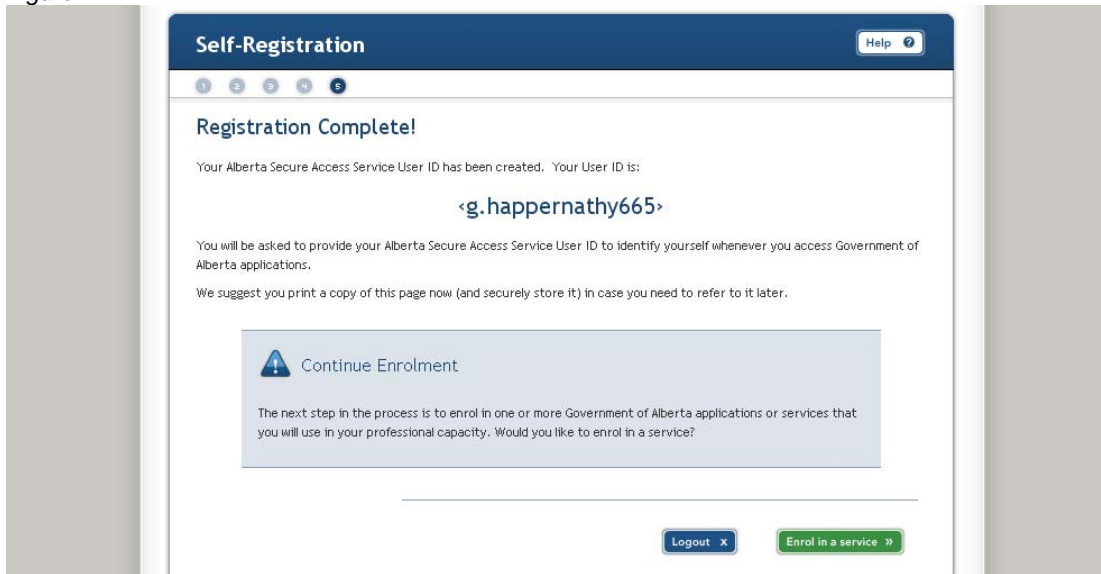 Self-Registration
Help ?
1 2 3 4 5
Registration Complete!
Your Alberta Secure Access Service User ID has been created. Your User ID is:
<g.happernathy665>
You will be asked to provide your Alberta Secure Access Service User ID to identify yourself whenever you access Government of
Alberta applications.
We suggest you print a copy of this page now (and securely store it) in case you need to refer to it later.
Continue Enrolment
The next step in the process is to enrol in one or more Government of Alberta applications or services that
you will use in your professional capacity. Would you like to enrol in a service?
Logout x
Enrol in a service »